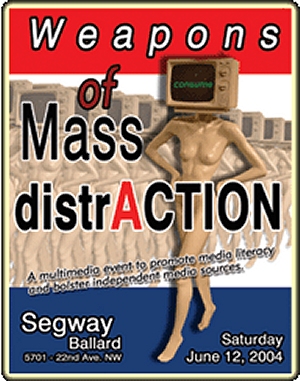 Weapons
of
consume
Mass
distrACTION
A multimedia event to promote media literacy
and bolster independent media sources.
Segway
Ballard
5701 - 22nd Ave. NW
Saturday
June 12, 2004